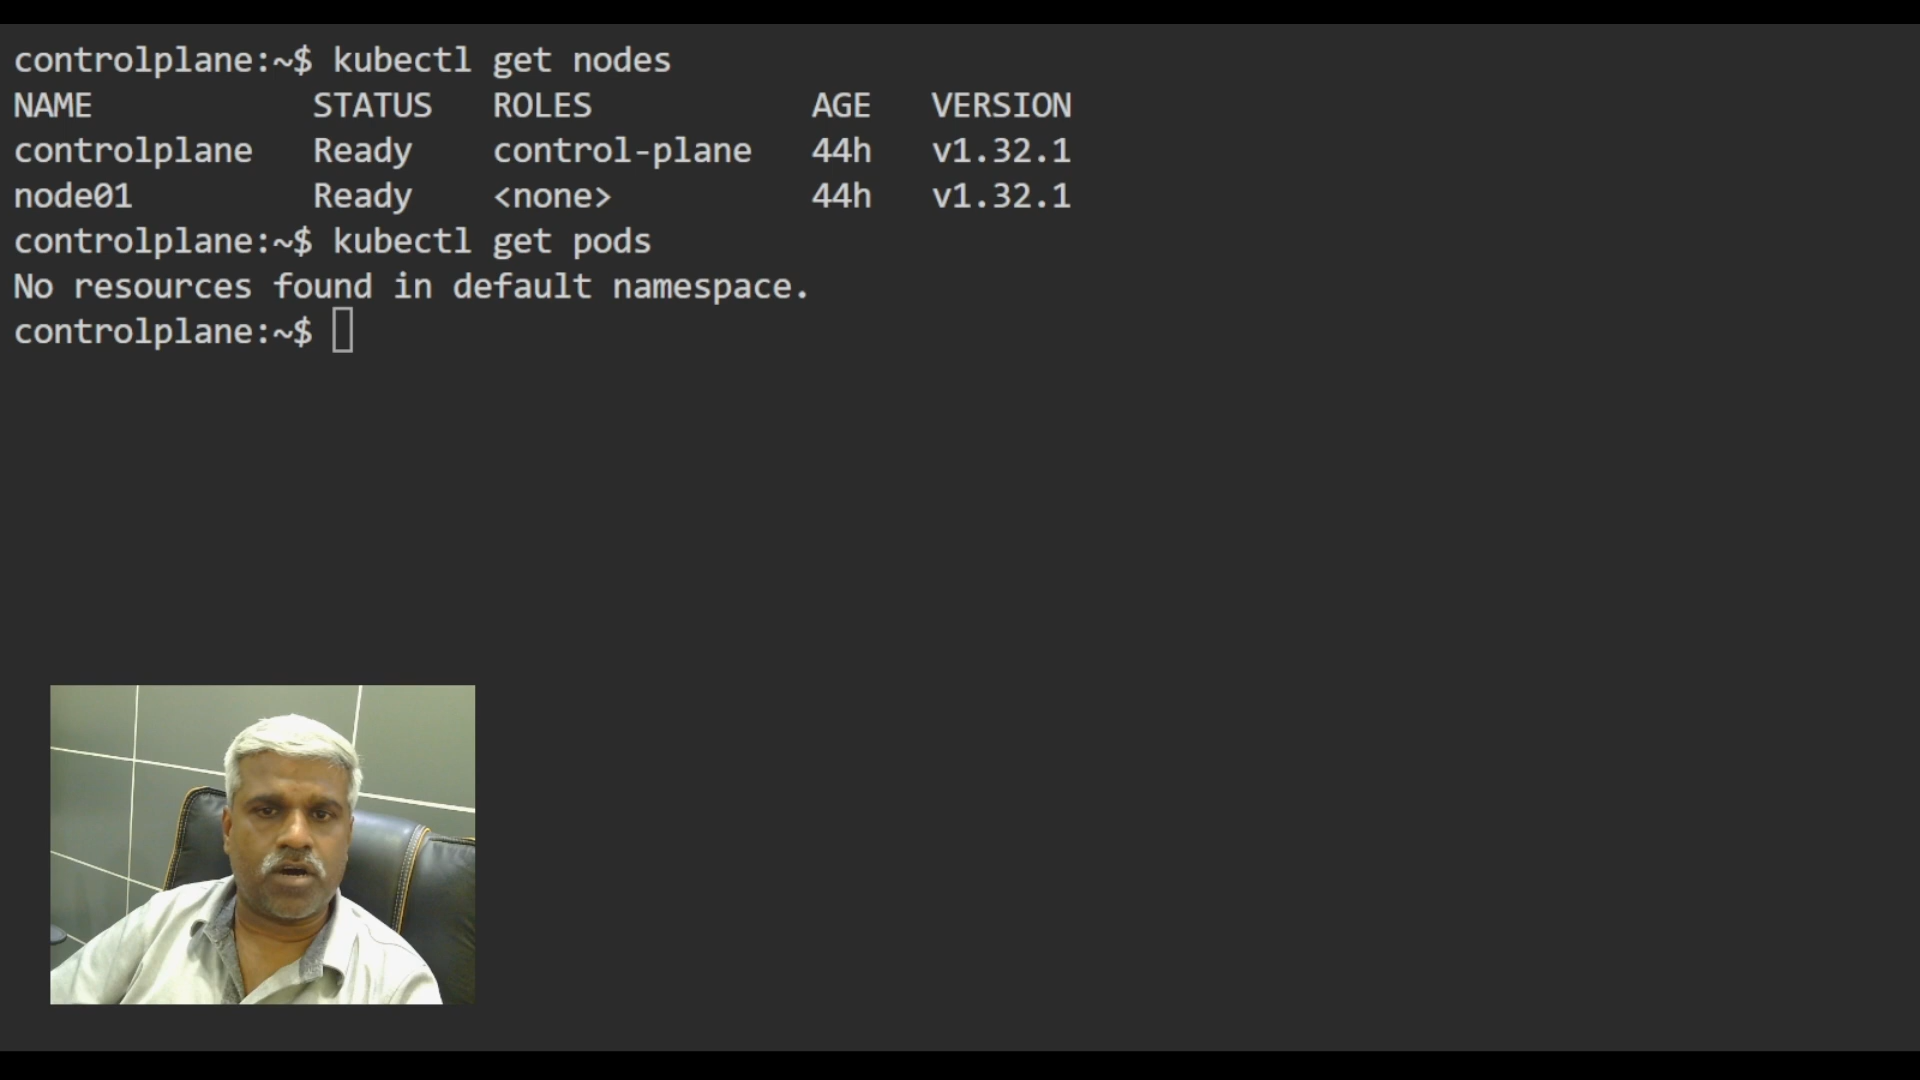 controlplane:~$ kubectl get nodes
NAME           STATUS   ROLES           AGE   VERSION
controlplane   Ready    control-plane   44h   v1.32.1
node01         Ready    <none>          44h   v1.32.1
controlplane:~$ kubectl get pods
No resources found in default namespace.
controlplane:~$